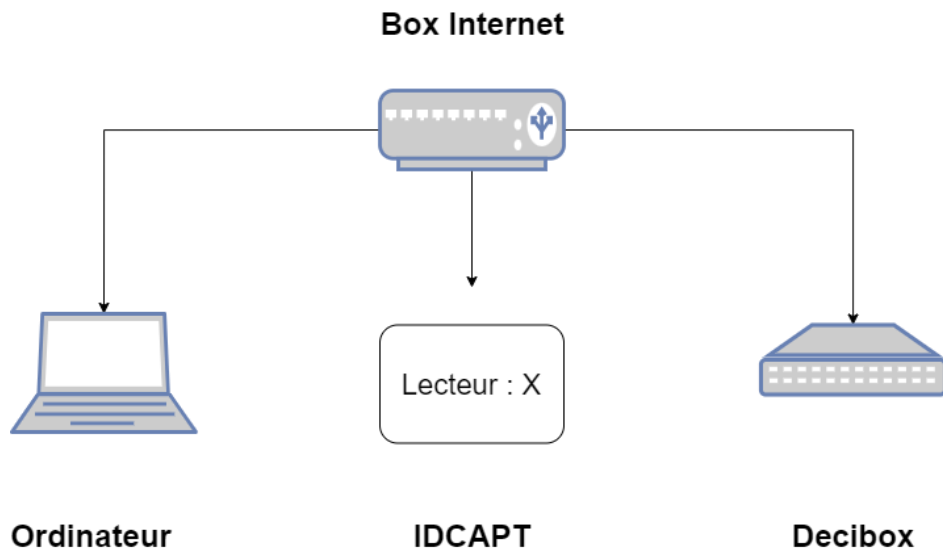 Box Internet
Lecteur : X
Ordinateur
IDCAPT
Decibox